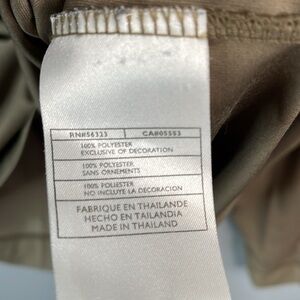 RN#56323 CA#05553
100% POLYESTER
EXCLUSIVE OF DECORATION
100% POLYESTER
SANS ORNEMENTS
100% POLIESTER
NO INCLUYE LA DECORACION
FABRIQUE EN THAILANDE
HECHO EN TAILANDIA
MADE IN THAILAND